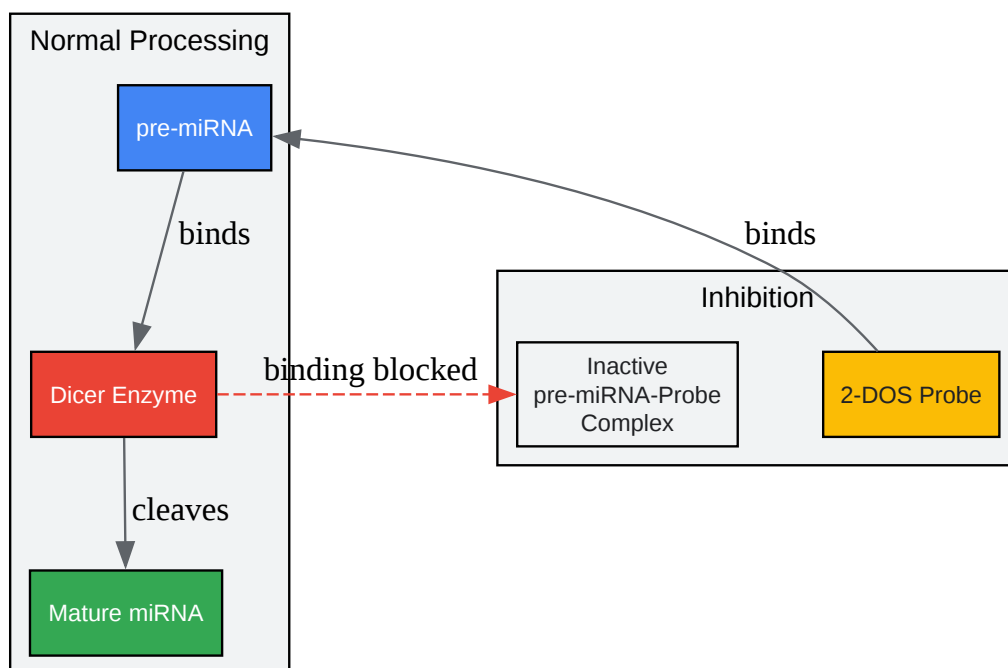 Normal Processing
pre-miRNA
binds
binds
Inhibition
Dicer Enzyme
binding blocked
Inactive
pre-miRNA-Probe
Complex
2-DOS Probe
cleaves
Mature miRNA